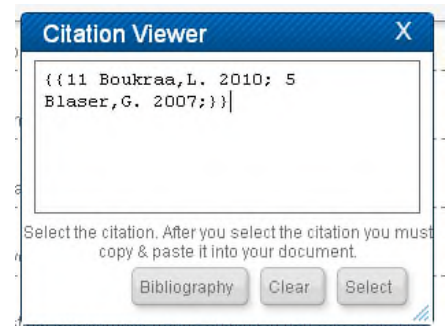 Citation Viewer X
{{11 Boukraa,L. 2010; 5
Blaser,G. 2007;}}
Select the citation. After you select the citation you must
copy & paste it into your document.
Bibliography Clear Select